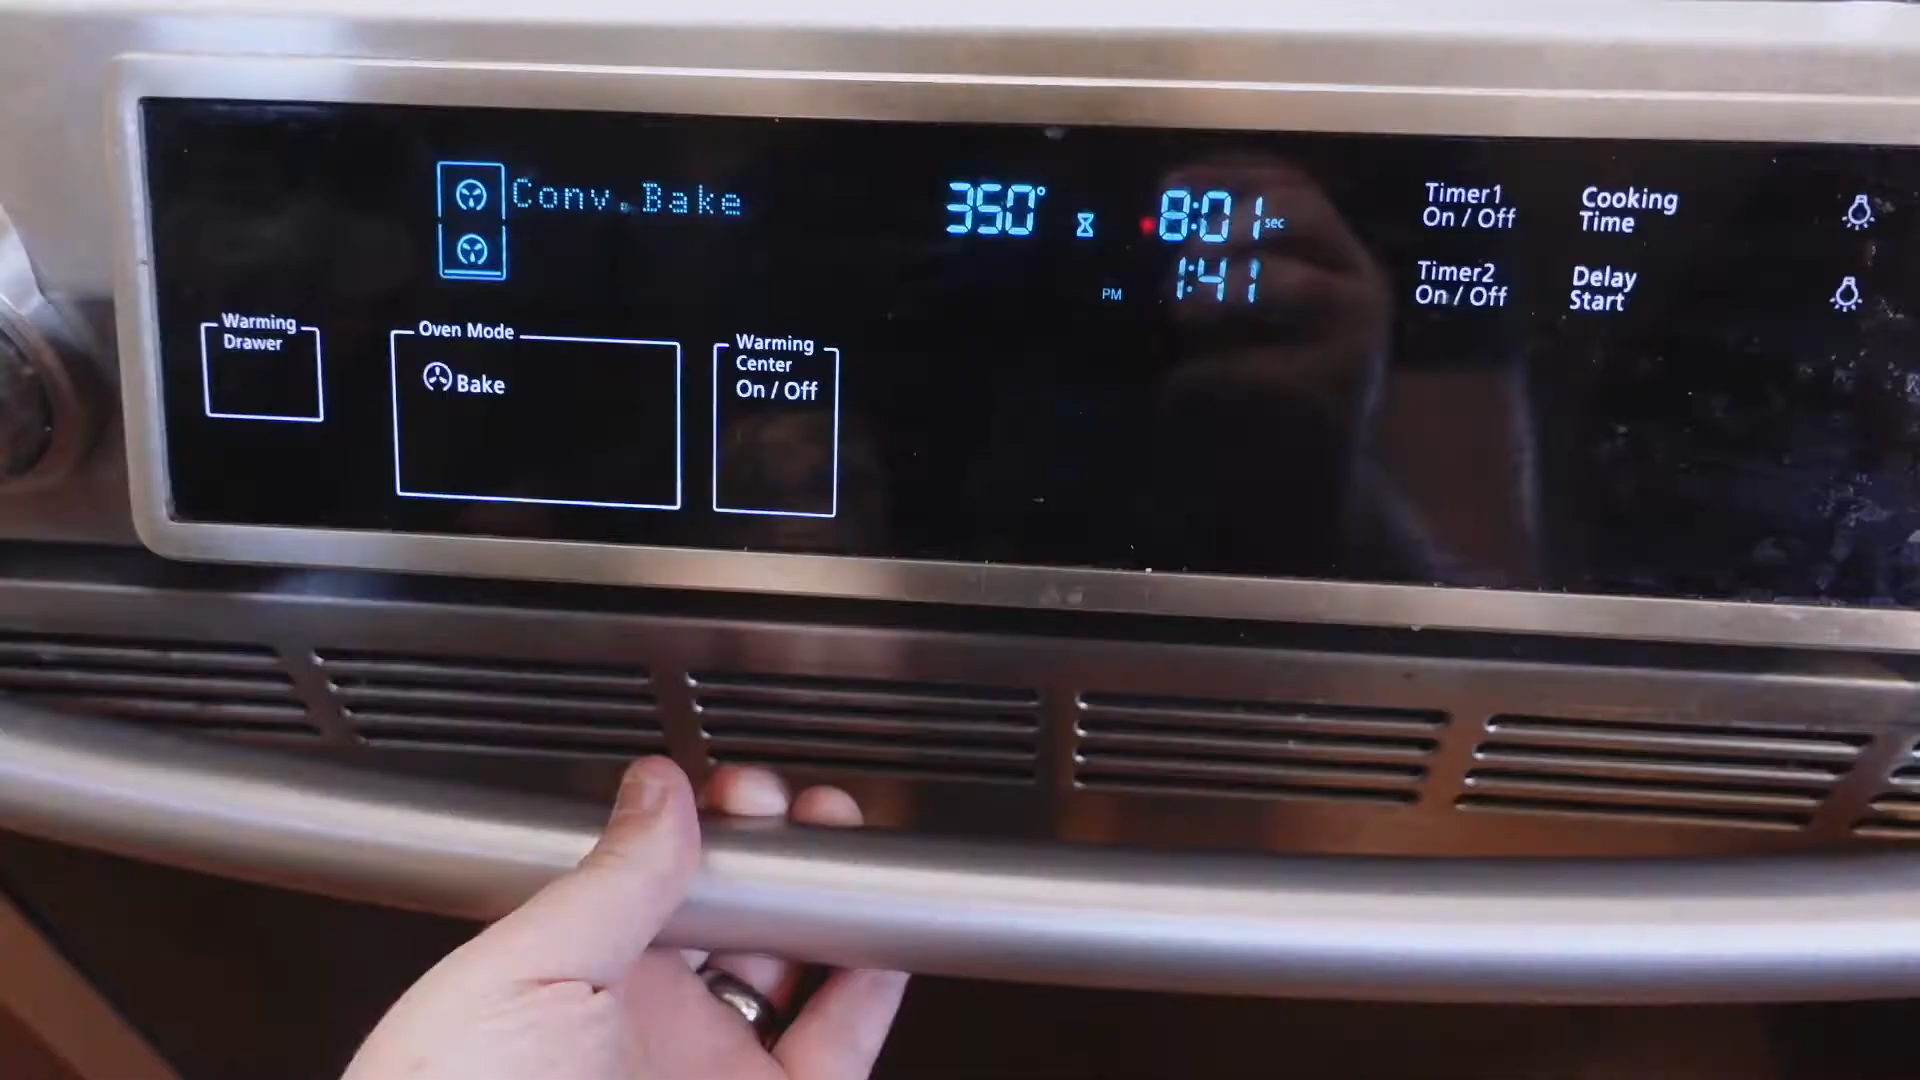 Conv.Bake
350°
8:01 sec
PM 1:41
Timer1
On / Off
Cooking
Time
Timer2
On / Off
Delay
Start
Warming
Drawer
Oven Mode
Bake
Warming
Center
On / Off